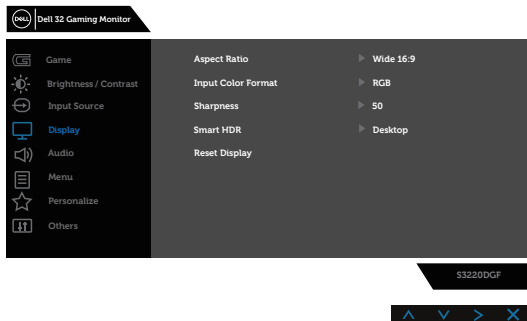 DELL Dell 32 Gaming Monitor
Game
Brightness / Contrast
Input Source
Display
Audio
Menu
Personalize
Others
Aspect Ratio Wide 16:9
Input Color Format RGB
Sharpness 50
Smart HDR Desktop
Reset Display
S3220DGF